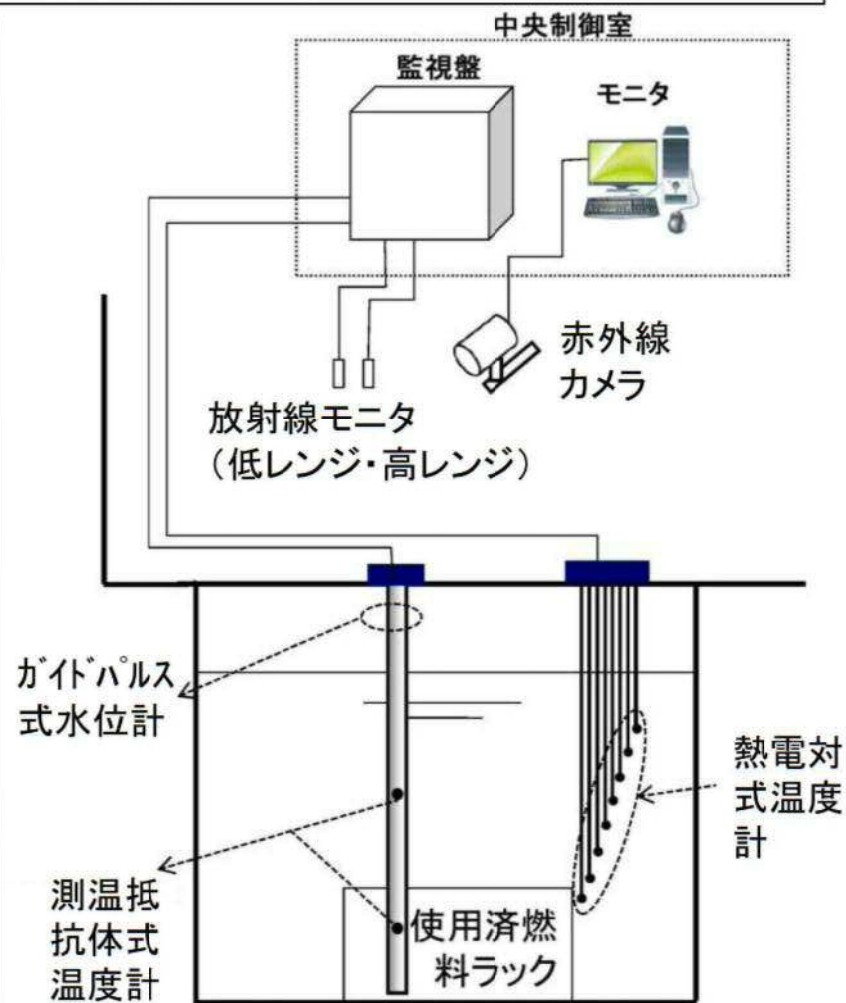 中央制御室
監視盤
モニタ
赤外線
カメラ
放射線モニタ
（低レンジ・高レンジ）
ｶﾞｲﾄﾞﾊﾟﾙｽ
式水位計
熱電対
式温度
計
測温抵
抗体式
温度計
使用済燃
料ラック